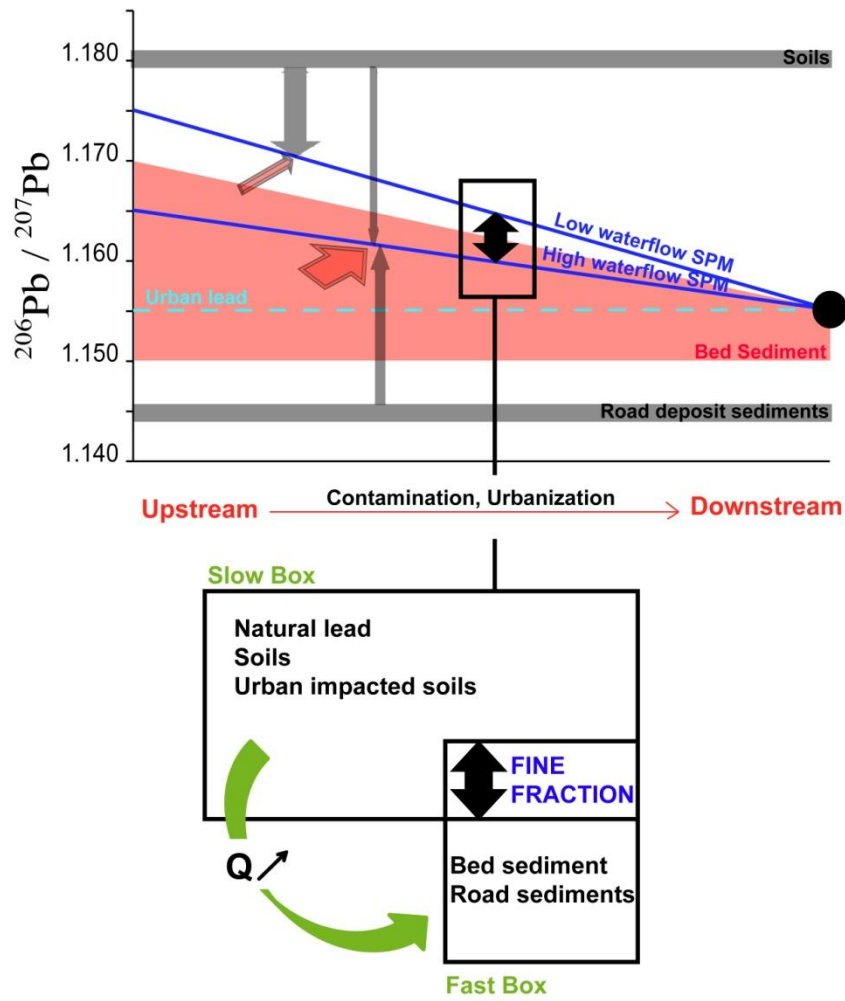 1.180
Soils
1.170
206Pb / 207Pb
1.160
Low waterflow SPM
High waterflow SPM
Urban lead
1.150
Bed Sediment
Road deposit sediments
1.140
Contamination, Urbanization
Upstream
Downstream
Slow Box
Natural lead
Soils
Urban impacted soils
FINE
FRACTION
Q
Bed sediment
Road sediments
Fast Box